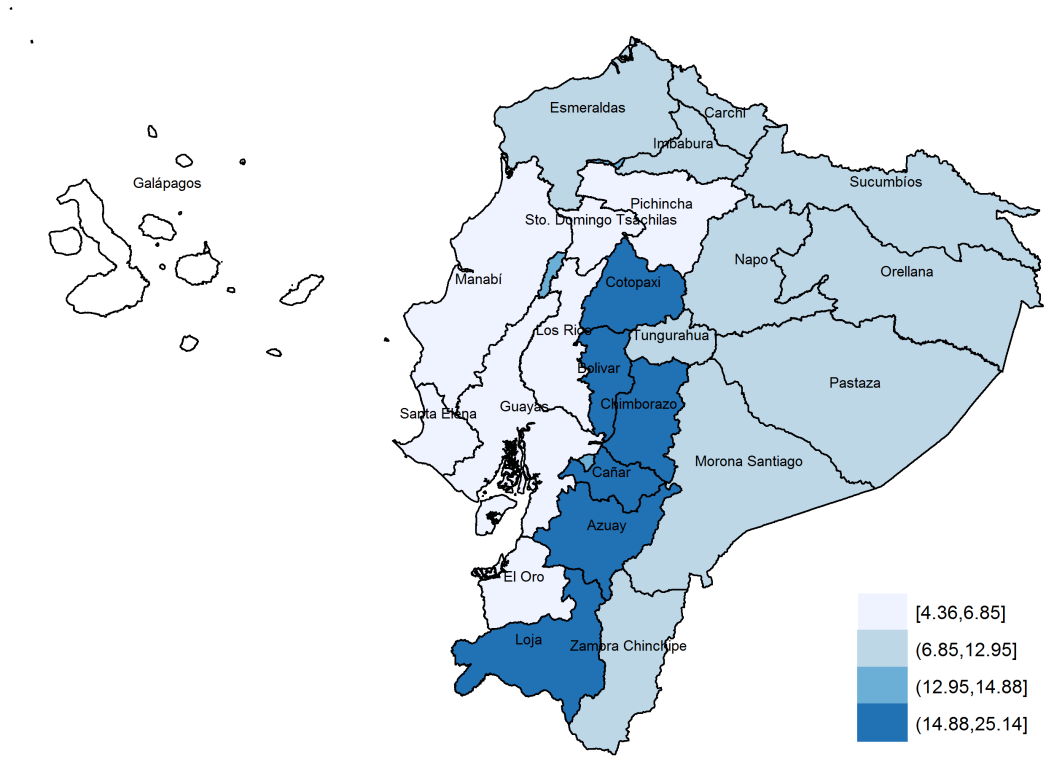 Esmeraldas
Carchi
Imbabura
Galápagos
Sucumbíos
Pichincha
Sto. Domingo Tsáchilas
Napo
Orellana
Manabí
Cotopaxi
Los Rios
Tungurahua
Bolivar
Pastaza
Chimborazo
Guayas
Santa Elena
Morona Santiago
Cañar
Azuay
El Oro
[4.36,6.85]
Loja
Zamora Chinchipe
(6.85,12.95]
(12.95,14.88]
(14.88,25.14]